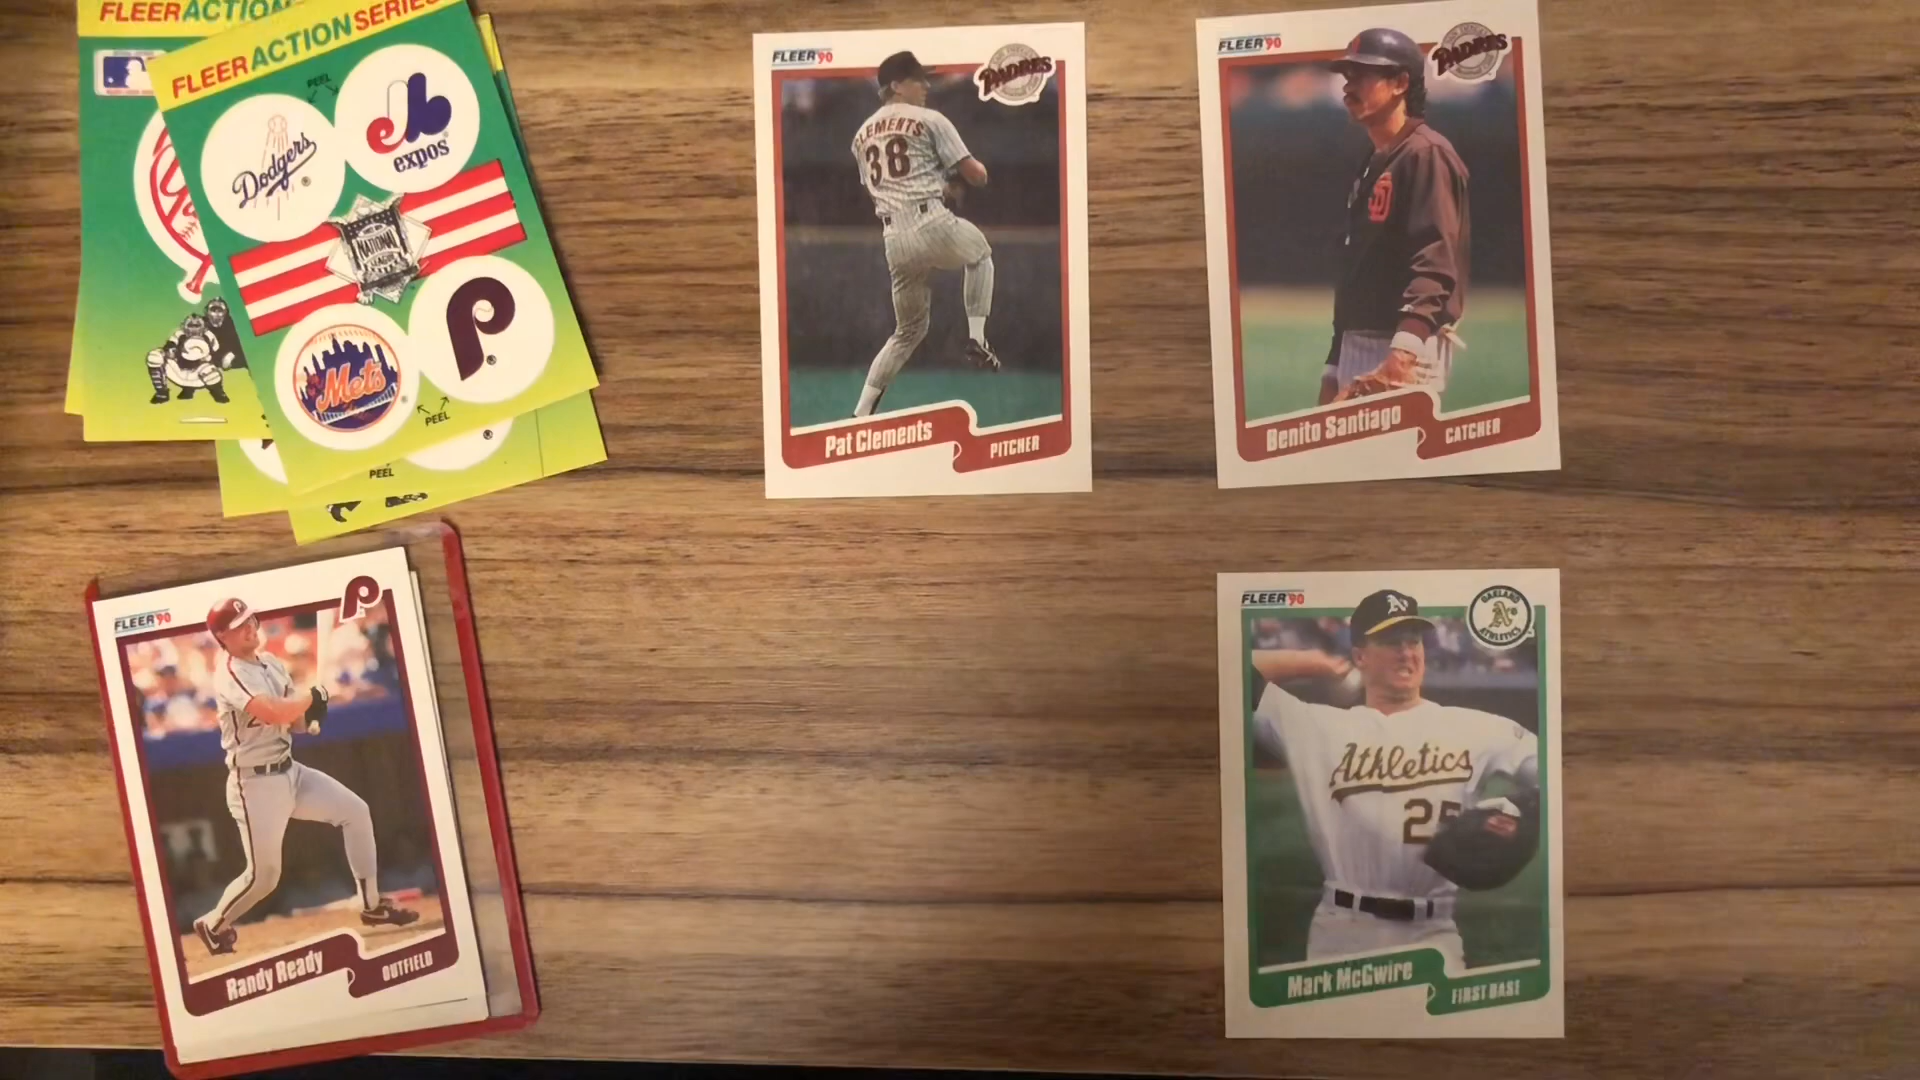 FLEER ACTION
FLEER ACTION SERIES
PEEL
Dodgers
expos
NATIONAL
LEAGUE
Mets
P
PEEL
PEEL
FLEER '90
PADRES
CLEMENTS
38
Pat Clements
PITCHER
FLEER '90
PADRES
SD
Benito Santiago
CATCHER
FLEER '90
P
Randy Ready
OUTFIELD
FLEER '90
OAKLAND
A's
ATHLETICS
Athletics
25
Mark McGwire
FIRST BASE